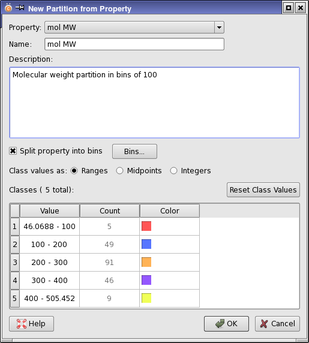 New Partition from Property
Property: mol MW
Name: mol MW
Description:
Molecular weight partition in bins of 100
Split property into bins Bins...
Class values as: Ranges Midpoints Integers
Classes ( 5 total): Reset Class Values
Value Count Color
1 46.0688 - 100 5
2 100 - 200 49
3 200 - 300 91
4 300 - 400 46
5 400 - 505.452 9
Help OK Cancel